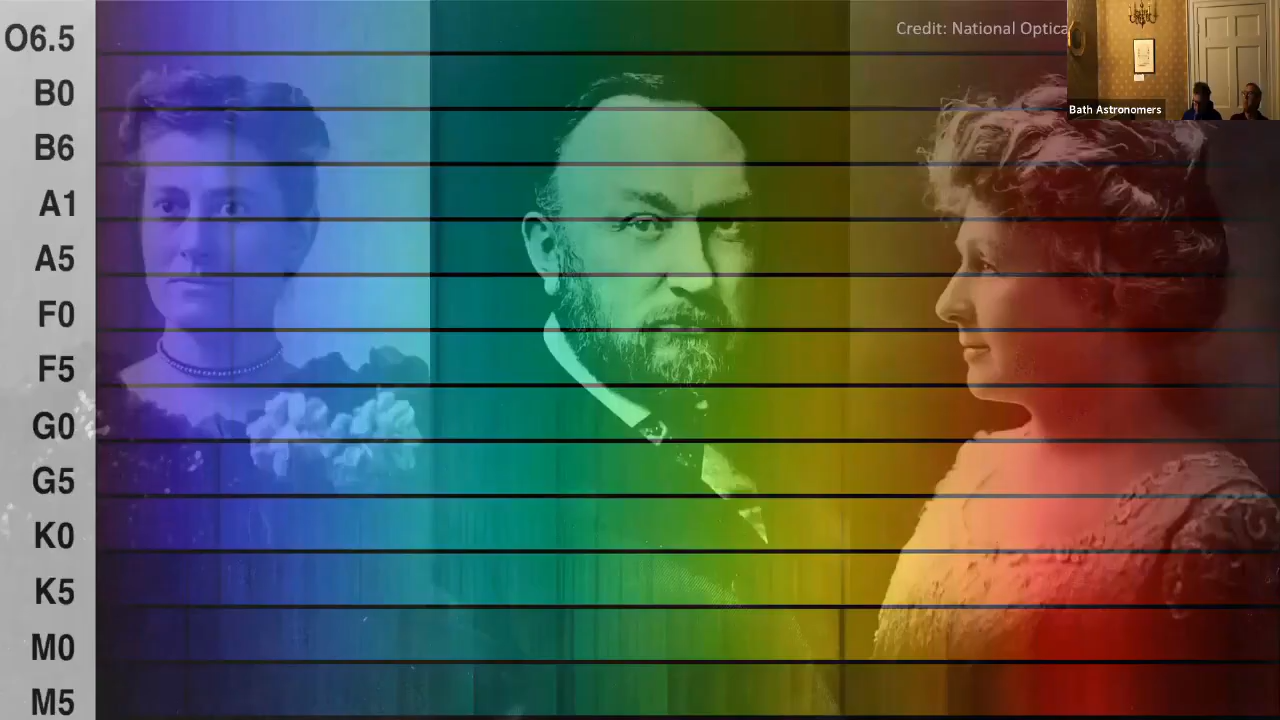 O6.5
Credit: National Optica
B0
Bath Astronomers
B6
A1
A5
F0
F5
G0
G5
K0
K5
M0
M5